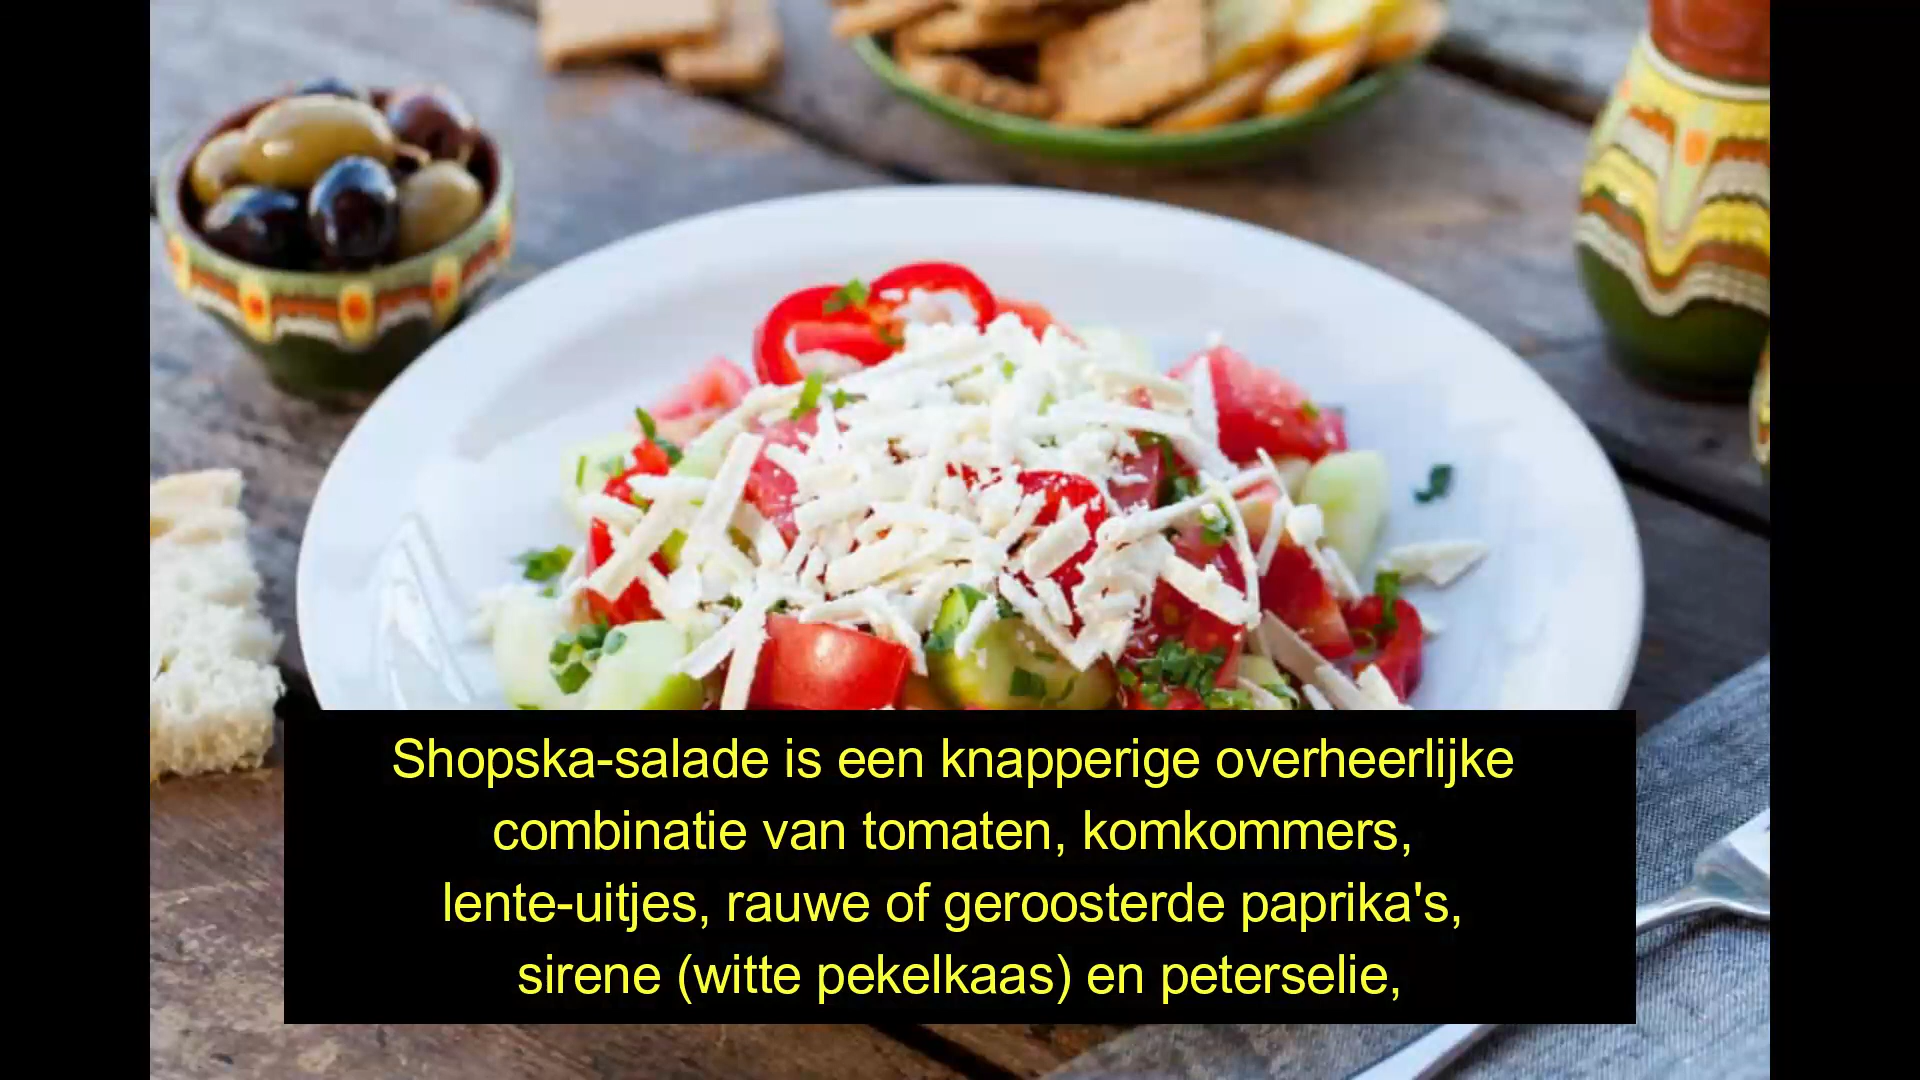 Shopska-salade is een knapperige overheerlijke
combinatie van tomaten, komkommers,
lente-uitjes, rauwe of geroosterde paprika's,
sirene (witte pekelkaas) en peterselie,